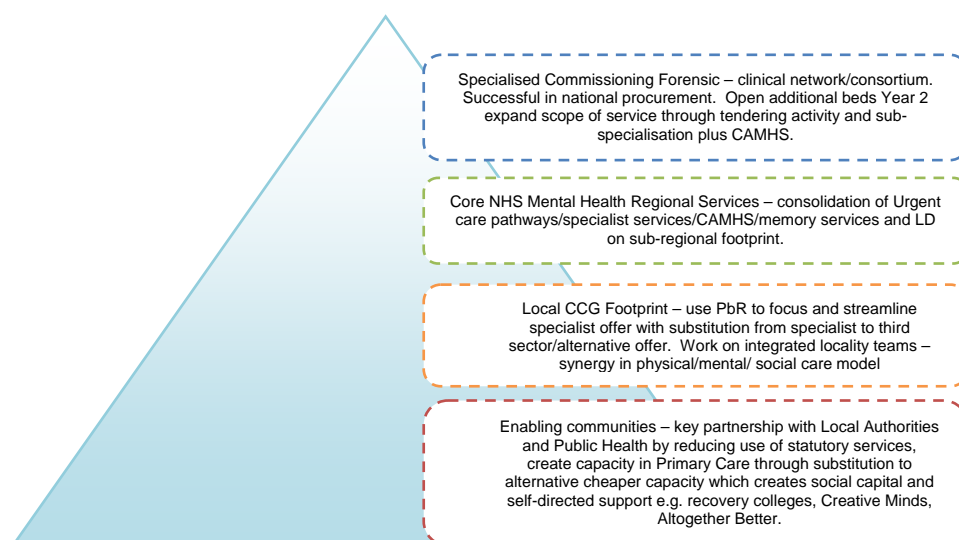 Specialised Commissioning Forensic – clinical network/consortium.
Successful in national procurement.  Open additional beds Year 2
expand scope of service through tendering activity and sub-
specialisation plus CAMHS.
Core NHS Mental Health Regional Services – consolidation of Urgent
care pathways/specialist services/CAMHS/memory services and LD
on sub-regional footprint.
Local CCG Footprint – use PbR to focus and streamline
specialist offer with substitution from specialist to third
sector/alternative offer.  Work on integrated locality teams –
synergy in physical/mental/ social care model
Enabling communities – key partnership with Local Authorities
and Public Health by reducing use of statutory services,
create capacity in Primary Care through substitution to
alternative cheaper capacity which creates social capital and
self-directed support e.g. recovery colleges, Creative Minds,
Altogether Better.